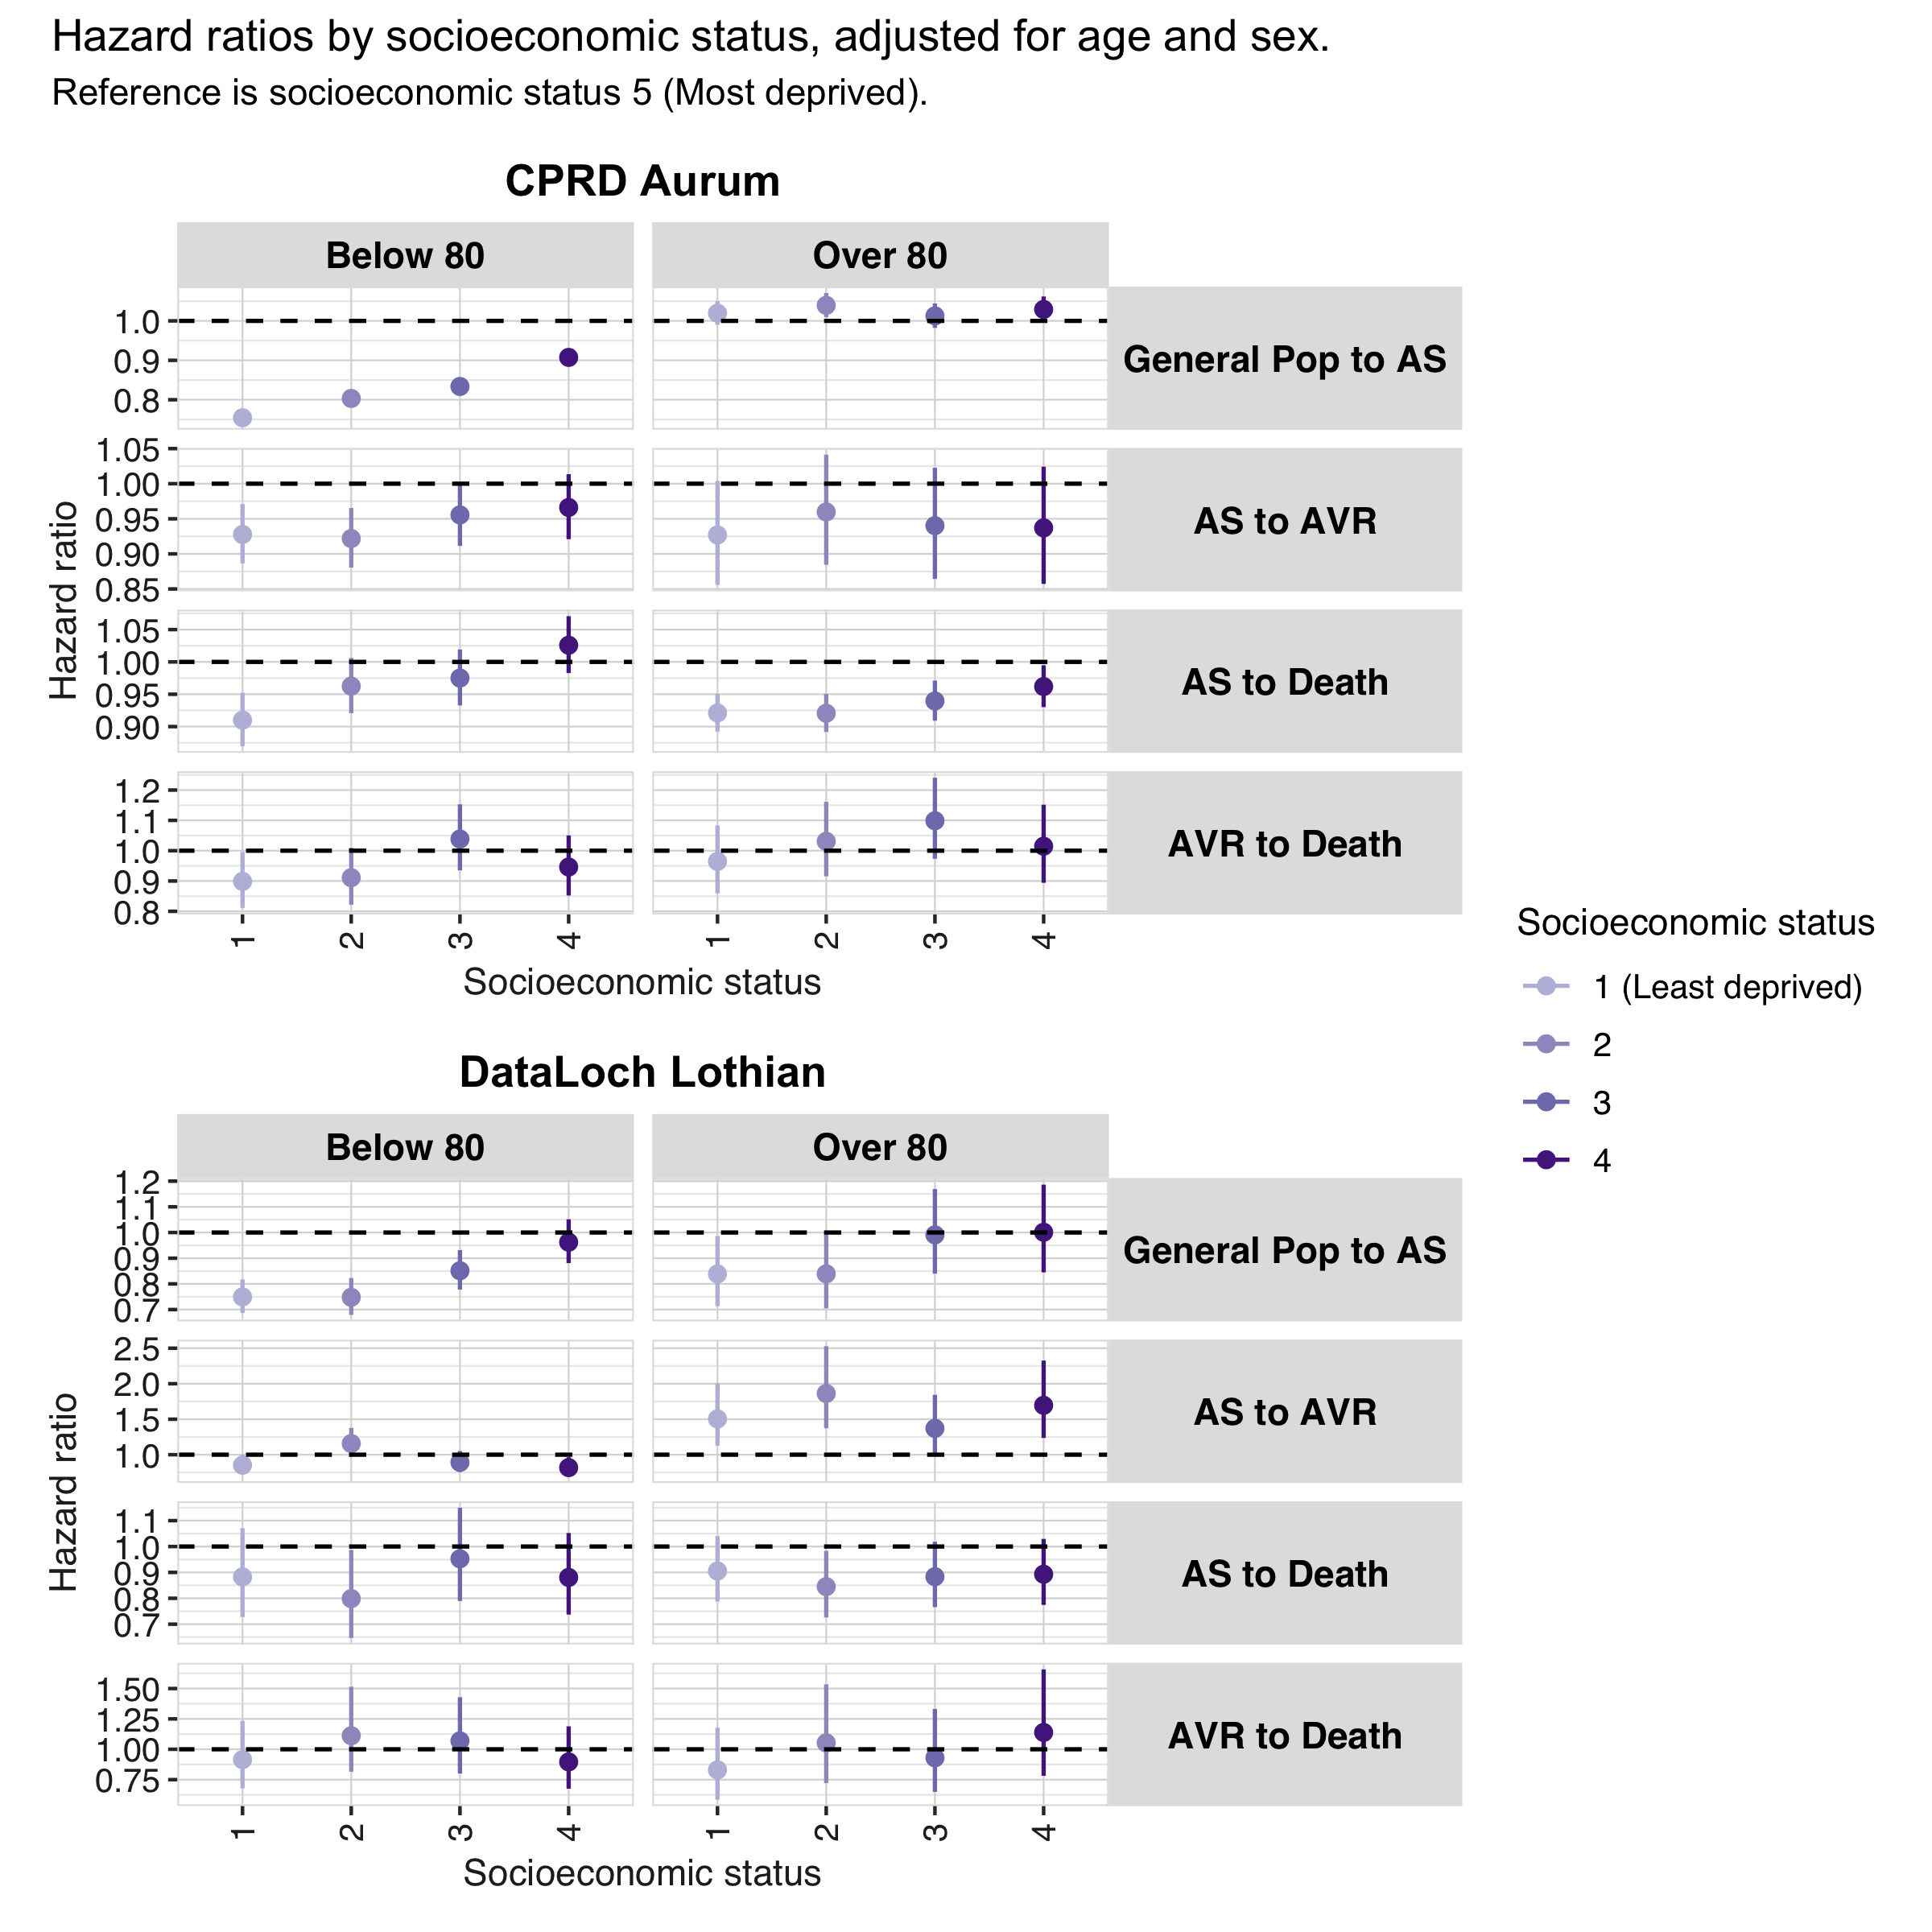 Hazard ratios by socioeconomic status, adjusted for age and sex.
Reference is socioeconomic status 5 (Most deprived).
CPRD Aurum
Below 80
Over 80
1.0
0.9
0.8
General Pop to AS
1.05
1.00
0.95
0.90
0.85
AS to AVR
1.05
1.00
0.95
0.90
AS to Death
1.2
1.1
1.0
0.9
0.8
AVR to Death
Hazard ratio
1 2 3 4 1 2 3 4
Socioeconomic status
Socioeconomic status
1 (Least deprived)
2
3
4
DataLoch Lothian
Below 80
Over 80
1.2
1.1
1.0
0.9
0.8
0.7
General Pop to AS
2.5
2.0
1.5
1.0
AS to AVR
1.1
1.0
0.9
0.8
0.7
AS to Death
1.50
1.25
1.00
0.75
AVR to Death
Hazard ratio
1 2 3 4 1 2 3 4
Socioeconomic status